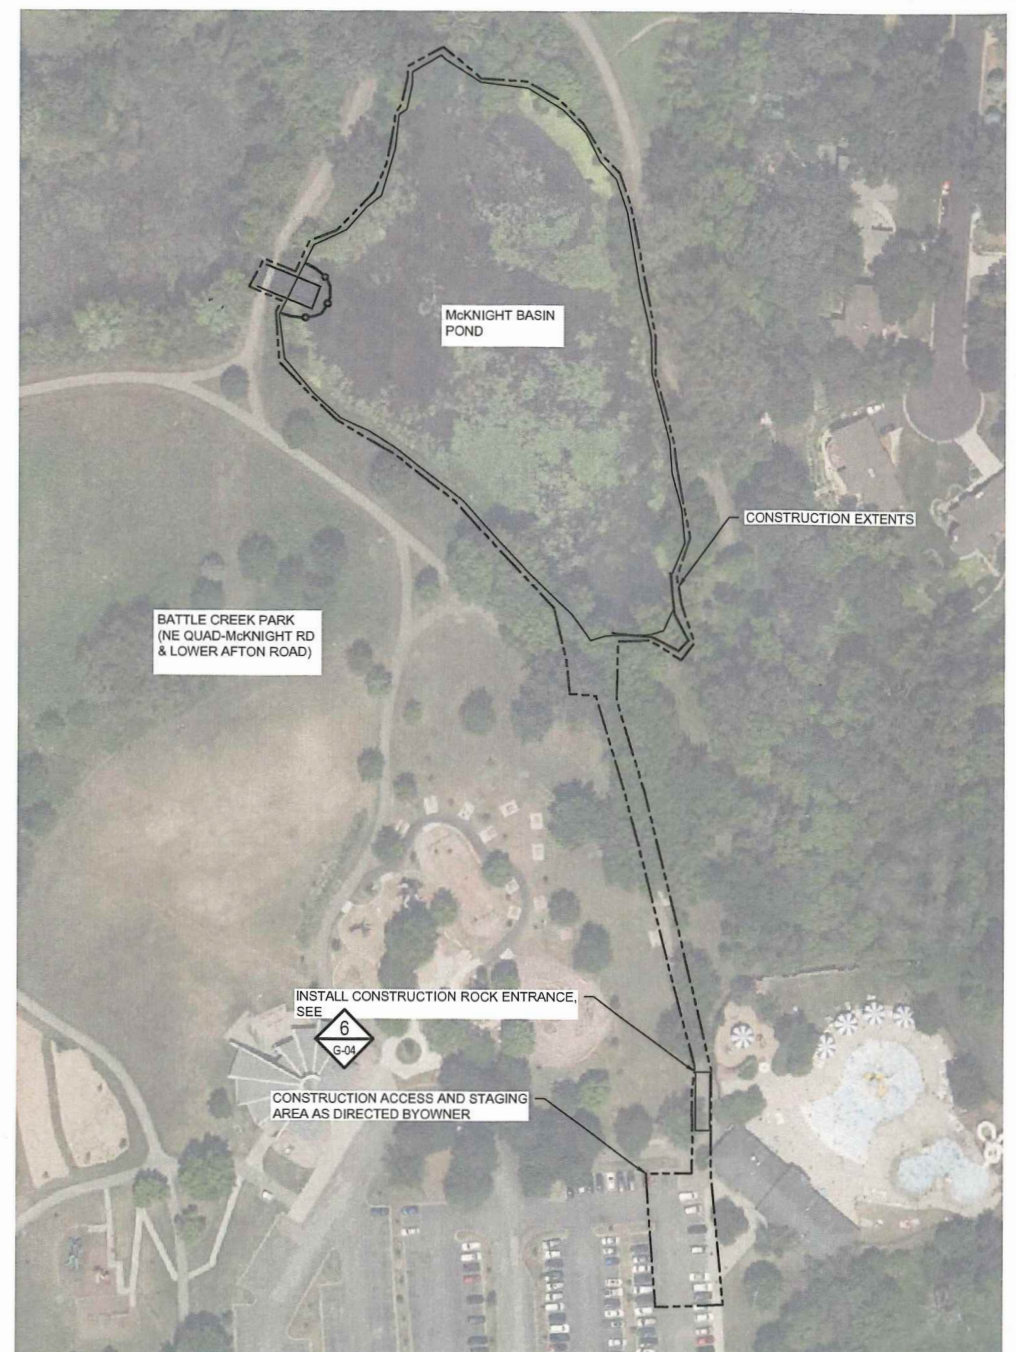 McKNIGHT BASIN
POND
CONSTRUCTION EXTENTS
BATTLE CREEK PARK
(NE QUAD-McKNIGHT RD
& LOWER AFTON ROAD)
INSTALL CONSTRUCTION ROCK ENTRANCE,
SEE
6
G-04
CONSTRUCTION ACCESS AND STAGING
AREA AS DIRECTED BYOWNER